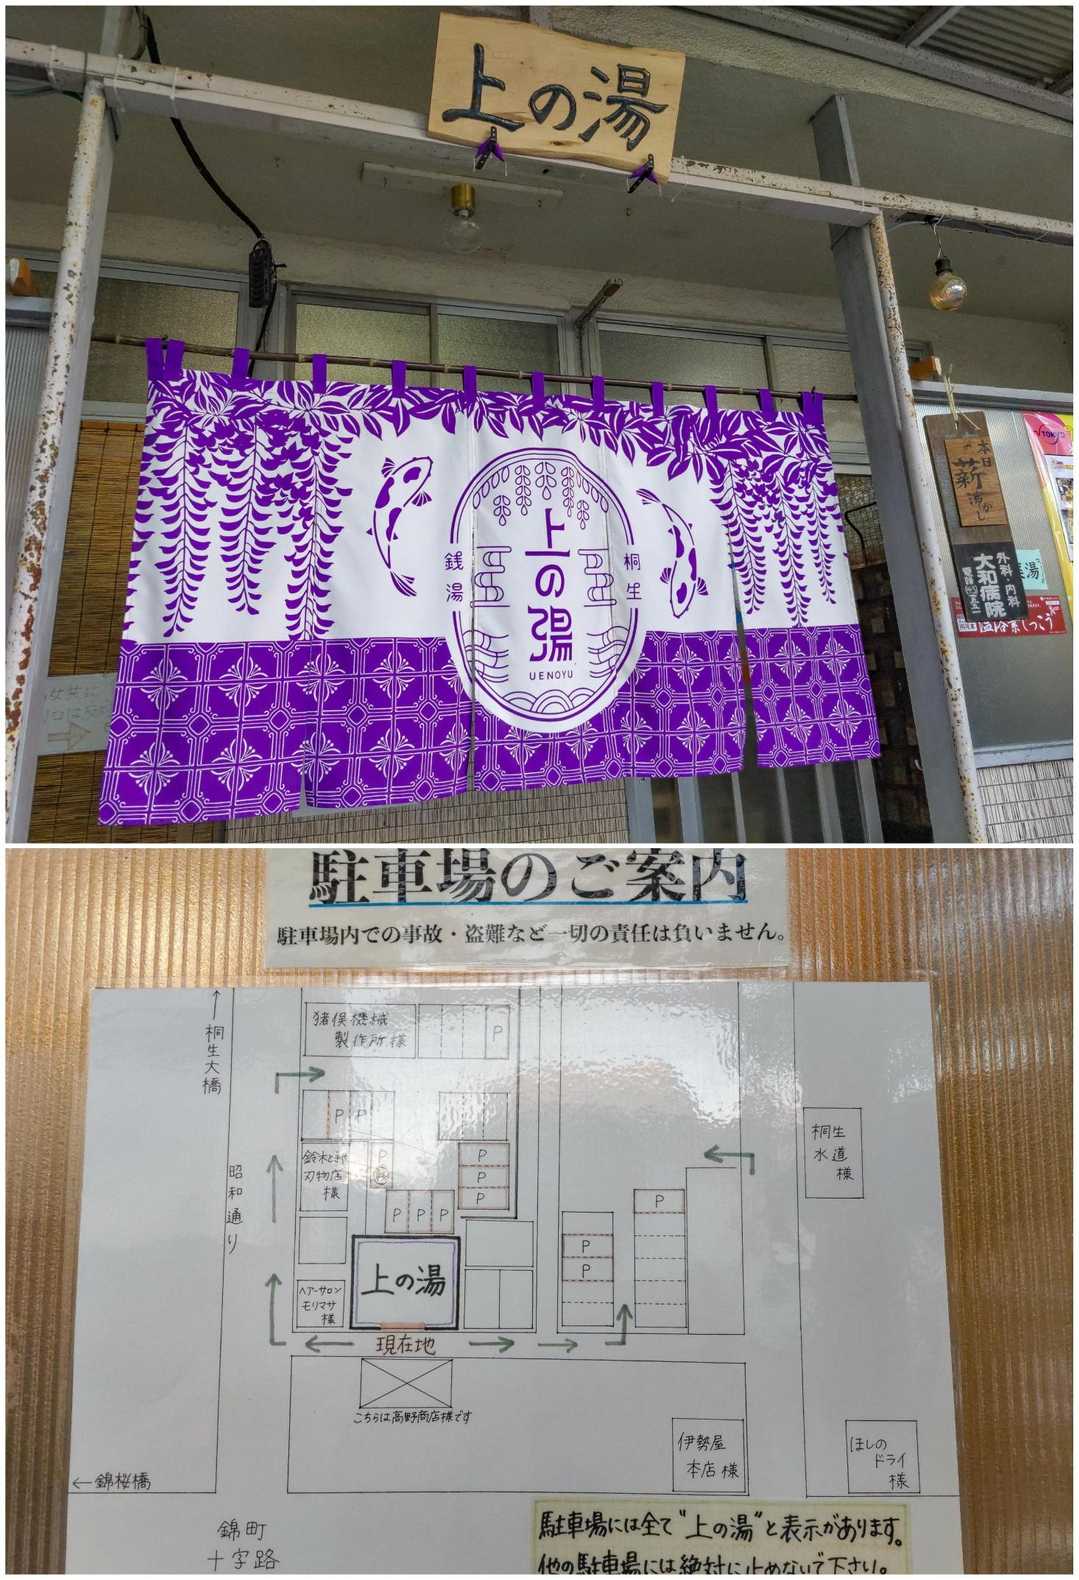 上の湯
上の湯
銭湯
桐生
UENOYU
本日
薪沸かし
外科・内科
大和病院
駐車場のご案内
駐車場内での事故・盗難など一切の責任は負いません。
↑
桐生大橋
猪俣機械
製作所様
P
P P
鈴木と乳
刃物店
様
P
P
P
P
P P P
昭和通り
桐生
水道
様
P
P
P
ヘアーサロン
モリマサ
様
上の湯
現在地
こちらは高野商店様です
伊勢屋
本店 様
ほしの
ドライ
様
←錦桜橋
錦町
十字路
駐車場には全て"上の湯"と表示があります。
他の駐車場には絶対に止めないで下さい。